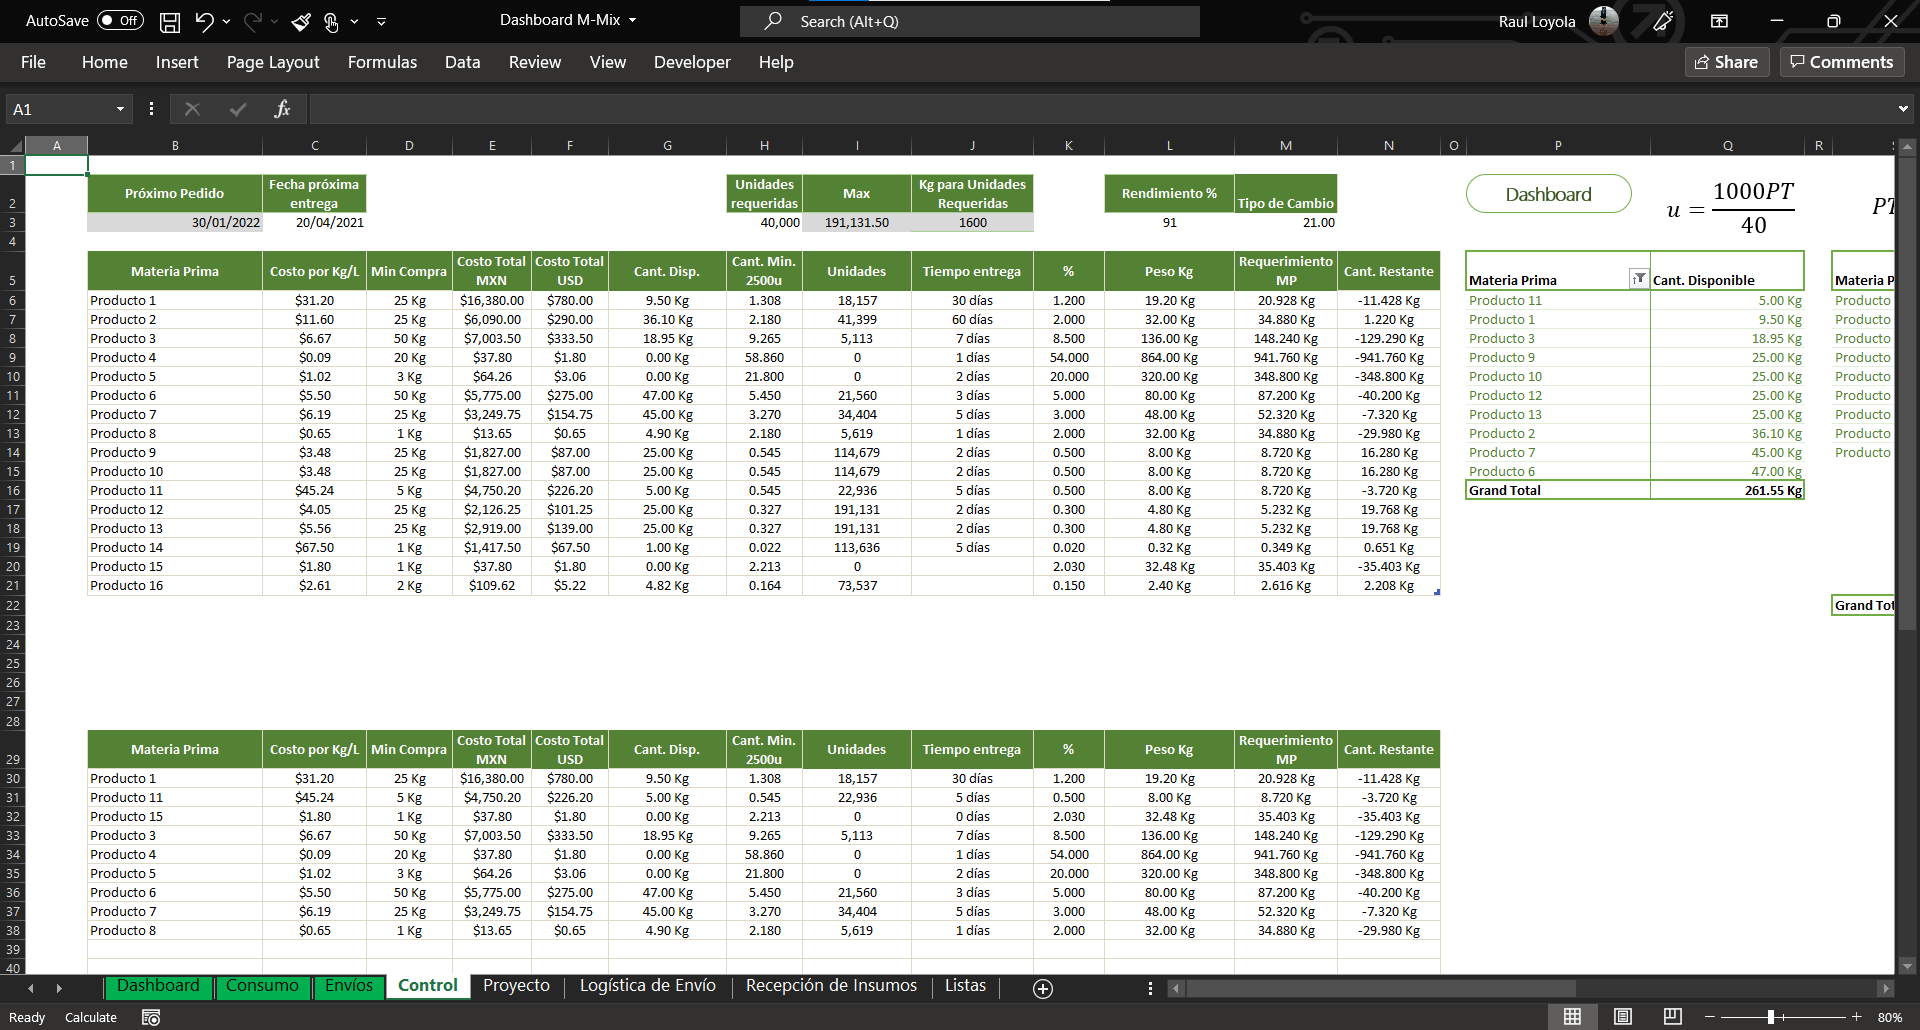 AutoSave Off Dashboard M-Mix Search (Alt+Q) Raul Loyola
File Home Insert Page Layout Formulas Data Review View Developer Help Share Comments
A1 fx
A B C D E F G H I J K L M N O P Q R
1
2 Próximo Pedido Fecha próxima entrega Unidades requeridas Max Kg para Unidades Requeridas Rendimiento % Tipo de Cambio Dashboard u = 1000PT / 40
3 30/01/2022 20/04/2021 40,000 191,131.50 1600 91 21.00
4
5 Materia Prima Costo por Kg/L Min Compra Costo Total MXN Costo Total USD Cant. Disp. Cant. Min. 2500u Unidades Tiempo entrega % Peso Kg Requerimiento MP Cant. Restante Materia Prima Cant. Disponible Materia P
6 Producto 1 $31.20 25 Kg $16,380.00 $780.00 9.50 Kg 1.308 18,157 30 días 1.200 19.20 Kg 20.928 Kg -11.428 Kg Producto 11 5.00 Kg Producto
7 Producto 2 $11.60 25 Kg $6,090.00 $290.00 36.10 Kg 2.180 41,399 60 días 2.000 32.00 Kg 34.880 Kg 1.220 Kg Producto 1 9.50 Kg Producto
8 Producto 3 $6.67 50 Kg $7,003.50 $333.50 18.95 Kg 9.265 5,113 7 días 8.500 136.00 Kg 148.240 Kg -129.290 Kg Producto 3 18.95 Kg Producto
9 Producto 4 $0.09 20 Kg $37.80 $1.80 0.00 Kg 58.860 0 1 días 54.000 864.00 Kg 941.760 Kg -941.760 Kg Producto 9 25.00 Kg Producto
10 Producto 5 $1.02 3 Kg $64.26 $3.06 0.00 Kg 21.800 0 2 días 20.000 320.00 Kg 348.800 Kg -348.800 Kg Producto 10 25.00 Kg Producto
11 Producto 6 $5.50 50 Kg $5,775.00 $275.00 47.00 Kg 5.450 21,560 3 días 5.000 80.00 Kg 87.200 Kg -40.200 Kg Producto 12 25.00 Kg Producto
12 Producto 7 $6.19 25 Kg $3,249.75 $154.75 45.00 Kg 3.270 34,404 5 días 3.000 48.00 Kg 52.320 Kg -7.320 Kg Producto 13 25.00 Kg Producto
13 Producto 8 $0.65 1 Kg $13.65 $0.65 4.90 Kg 2.180 5,619 1 días 2.000 32.00 Kg 34.880 Kg -29.980 Kg Producto 2 36.10 Kg Producto
14 Producto 9 $3.48 25 Kg $1,827.00 $87.00 25.00 Kg 0.545 114,679 2 días 0.500 8.00 Kg 8.720 Kg 16.280 Kg Producto 7 45.00 Kg Producto
15 Producto 10 $3.48 25 Kg $1,827.00 $87.00 25.00 Kg 0.545 114,679 2 días 0.500 8.00 Kg 8.720 Kg 16.280 Kg Producto 6 47.00 Kg
16 Producto 11 $45.24 5 Kg $4,750.20 $226.20 5.00 Kg 0.545 22,936 5 días 0.500 8.00 Kg 8.720 Kg -3.720 Kg Grand Total 261.55 Kg
17 Producto 12 $4.05 25 Kg $2,126.25 $101.25 25.00 Kg 0.327 191,131 2 días 0.300 4.80 Kg 5.232 Kg 19.768 Kg
18 Producto 13 $5.56 25 Kg $2,919.00 $139.00 25.00 Kg 0.327 191,131 2 días 0.300 4.80 Kg 5.232 Kg 19.768 Kg
19 Producto 14 $67.50 1 Kg $1,417.50 $67.50 1.00 Kg 0.022 113,636 5 días 0.020 0.32 Kg 0.349 Kg 0.651 Kg
20 Producto 15 $1.80 1 Kg $37.80 $1.80 0.00 Kg 2.213 0 2.030 32.48 Kg 35.403 Kg -35.403 Kg
21 Producto 16 $2.61 2 Kg $109.62 $5.22 4.82 Kg 0.164 73,537 0.150 2.40 Kg 2.616 Kg 2.208 Kg
22 Grand Tot
23
24
25
26
27
28
29 Materia Prima Costo por Kg/L Min Compra Costo Total MXN Costo Total USD Cant. Disp. Cant. Min. 2500u Unidades Tiempo entrega % Peso Kg Requerimiento MP Cant. Restante
30 Producto 1 $31.20 25 Kg $16,380.00 $780.00 9.50 Kg 1.308 18,157 30 días 1.200 19.20 Kg 20.928 Kg -11.428 Kg
31 Producto 11 $45.24 5 Kg $4,750.20 $226.20 5.00 Kg 0.545 22,936 5 días 0.500 8.00 Kg 8.720 Kg -3.720 Kg
32 Producto 15 $1.80 1 Kg $37.80 $1.80 0.00 Kg 2.213 0 0 días 2.030 32.48 Kg 35.403 Kg -35.403 Kg
33 Producto 3 $6.67 50 Kg $7,003.50 $333.50 18.95 Kg 9.265 5,113 7 días 8.500 136.00 Kg 148.240 Kg -129.290 Kg
34 Producto 4 $0.09 20 Kg $37.80 $1.80 0.00 Kg 58.860 0 1 días 54.000 864.00 Kg 941.760 Kg -941.760 Kg
35 Producto 5 $1.02 3 Kg $64.26 $3.06 0.00 Kg 21.800 0 2 días 20.000 320.00 Kg 348.800 Kg -348.800 Kg
36 Producto 6 $5.50 50 Kg $5,775.00 $275.00 47.00 Kg 5.450 21,560 3 días 5.000 80.00 Kg 87.200 Kg -40.200 Kg
37 Producto 7 $6.19 25 Kg $3,249.75 $154.75 45.00 Kg 3.270 34,404 5 días 3.000 48.00 Kg 52.320 Kg -7.320 Kg
38 Producto 8 $0.65 1 Kg $13.65 $0.65 4.90 Kg 2.180 5,619 1 días 2.000 32.00 Kg 34.880 Kg -29.980 Kg
39
40
Dashboard Consumo Envíos Control Proyecto Logística de Envío Recepción de Insumos Listas
Ready Calculate 80%